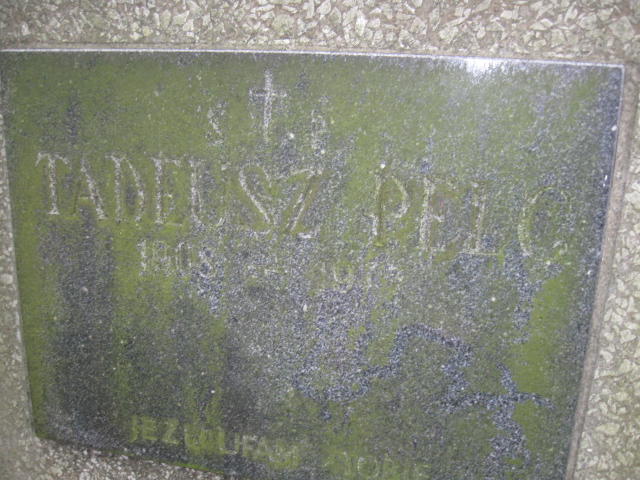 Ś † P
TADEUSZ PELC
JEZU UFAM TOBIE